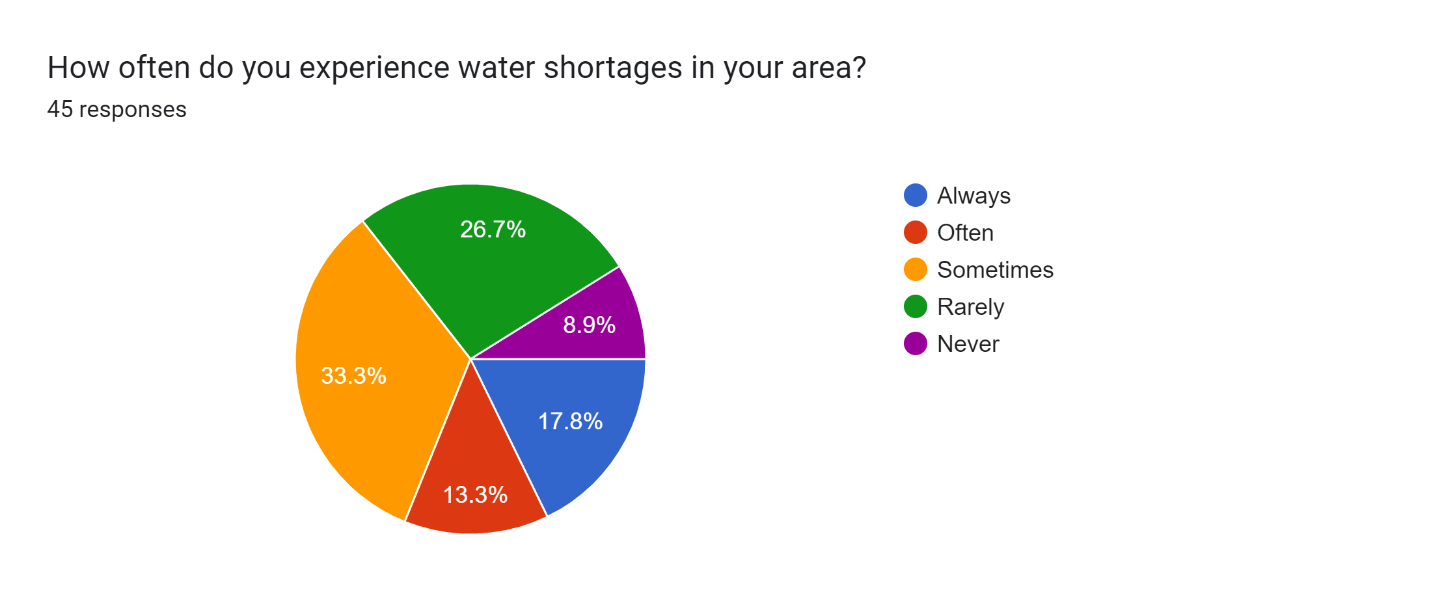 How often do you experience water shortages in your area?
45 responses
26.7%
8.9%
33.3%
17.8%
13.3%
Always
Often
Sometimes
Rarely
Never